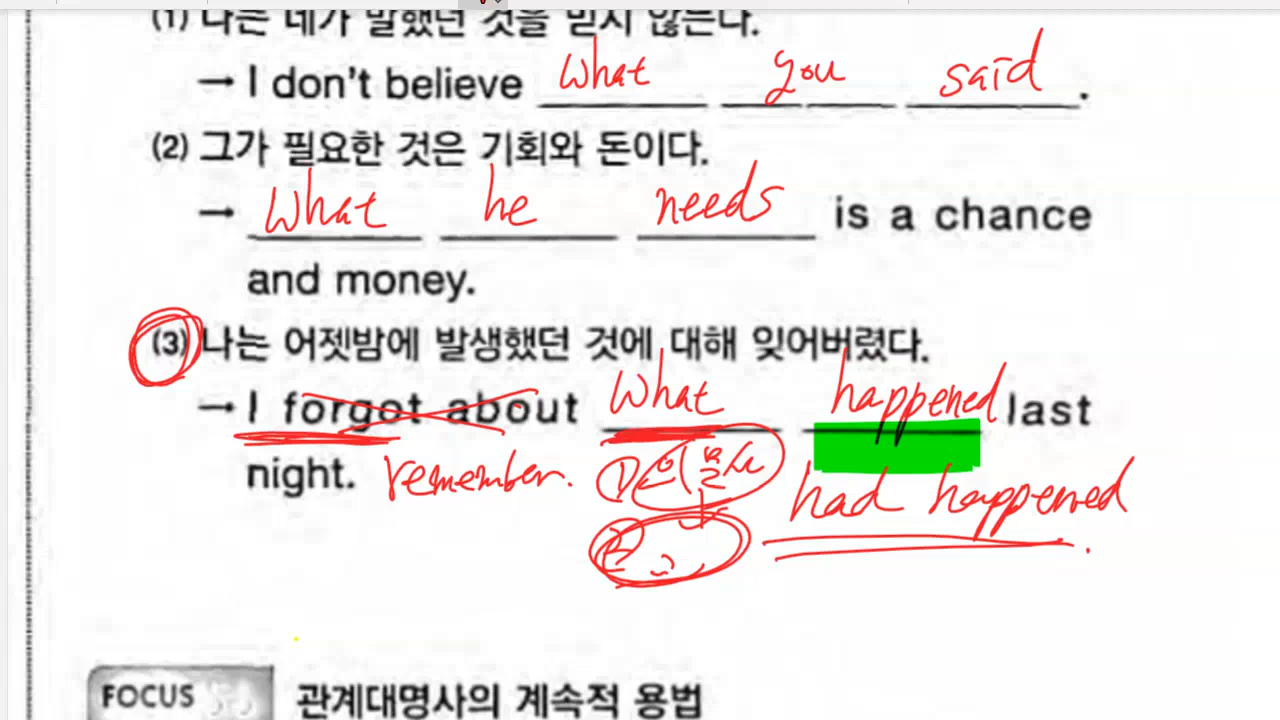 (1) 나는 네가 말했던 것을 믿지 않는다.
→ I don't believe what you said.
(2) 그가 필요한 것은 기회와 돈이다.
→ what he needs is a chance
and money.
(3) 나는 어젯밤에 발생했던 것에 대해 잊어버렸다.
→ I forgot about what happened last
night. remember.
had happened
FOCUS
관계대명사의 계속적 용법